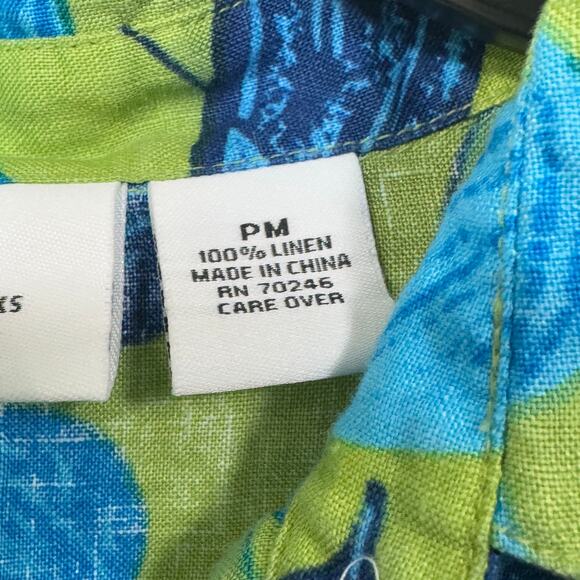 PM
100% LINEN
MADE IN CHINA
RN 70246
CARE OVER